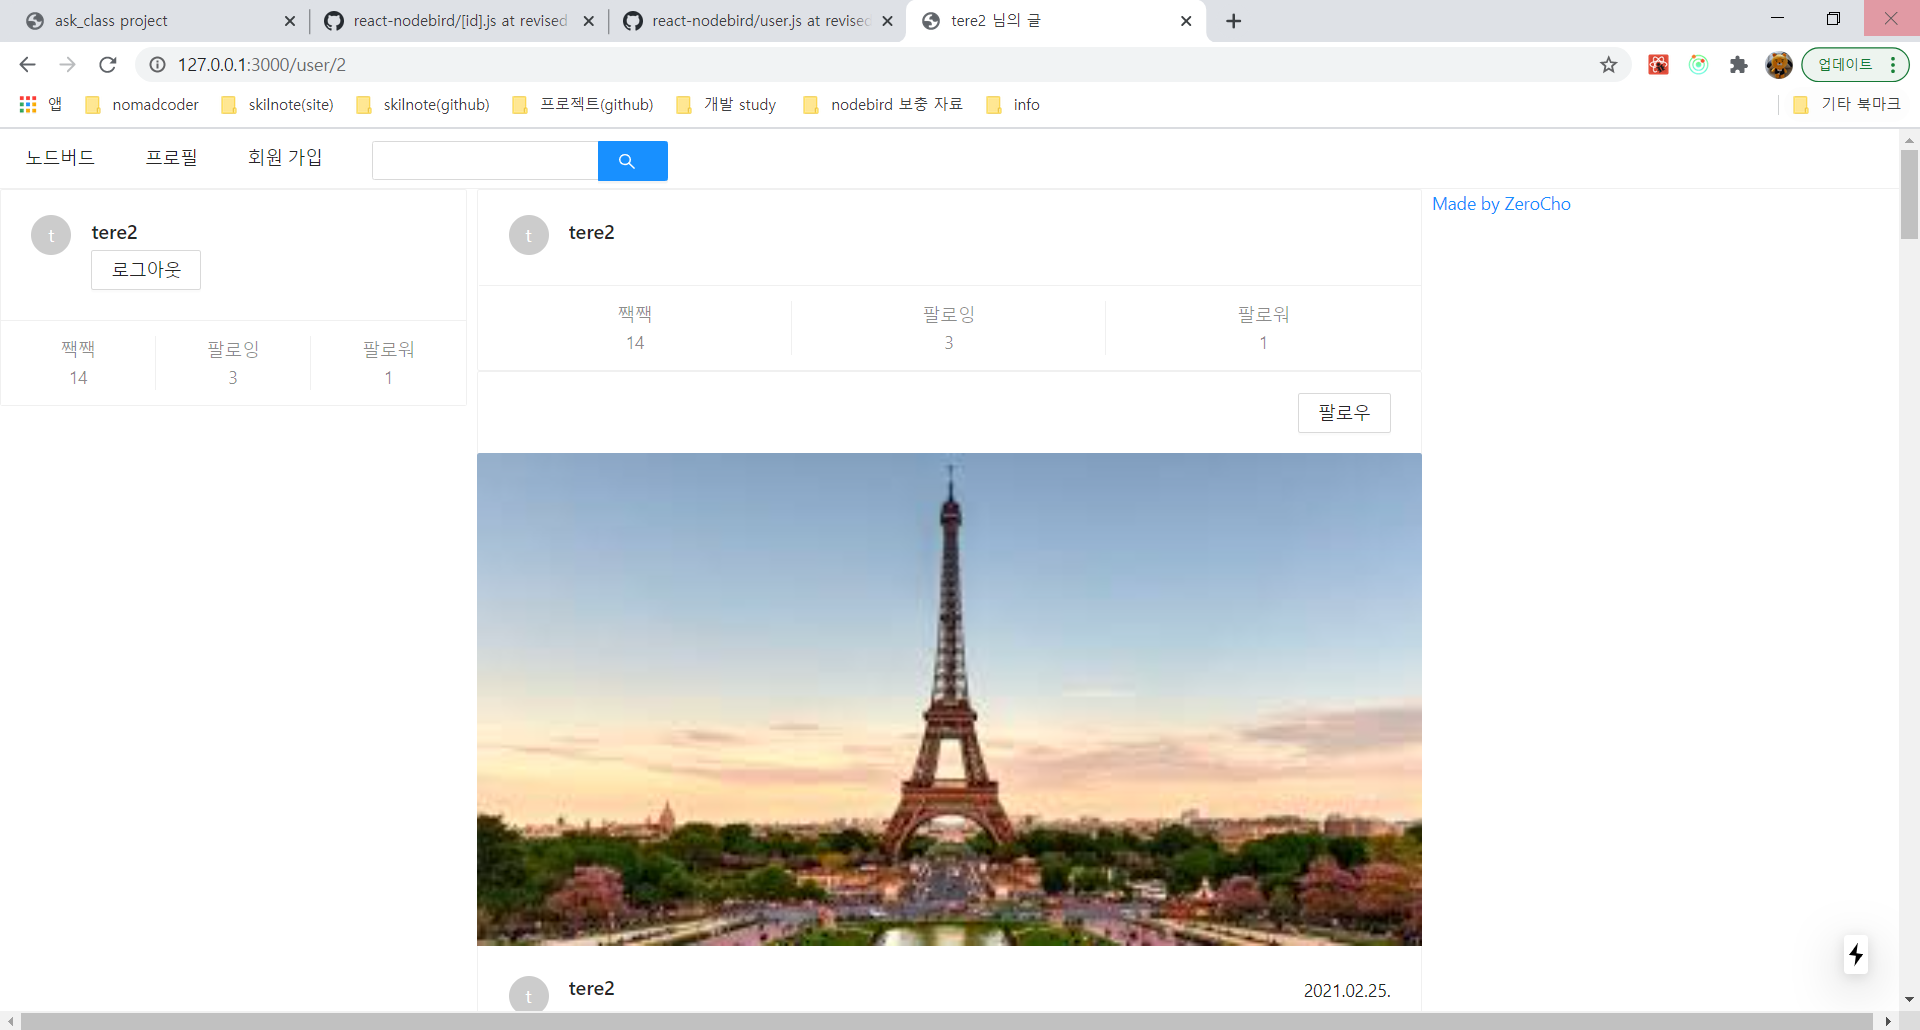 ask_class project
react-nodebird/[id].js at revised
react-nodebird/user.js at revised
tere2 님의 글
127.0.0.1:3000/user/2
업데이트
앱
nomadcoder
skilnote(site)
skilnote(github)
프로젝트(github)
개발 study
nodebird 보충 자료
info
기타 북마크
노드버드
프로필
회원 가입
t
tere2
로그아웃
짹짹
14
팔로잉
3
팔로워
1
t
tere2
짹짹
14
팔로잉
3
팔로워
1
팔로우
t
tere2
2021.02.25.
Made by ZeroCho